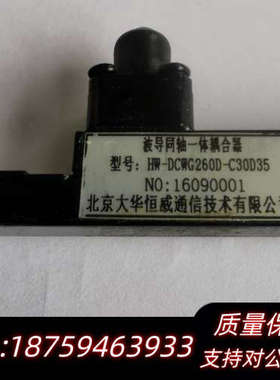 波导同轴一体耦合器
型号：HW-DCWG260D-C30D35
NO:16090001
北京大华恒威通信技术有限公
:18759463933
质量保
支持对公